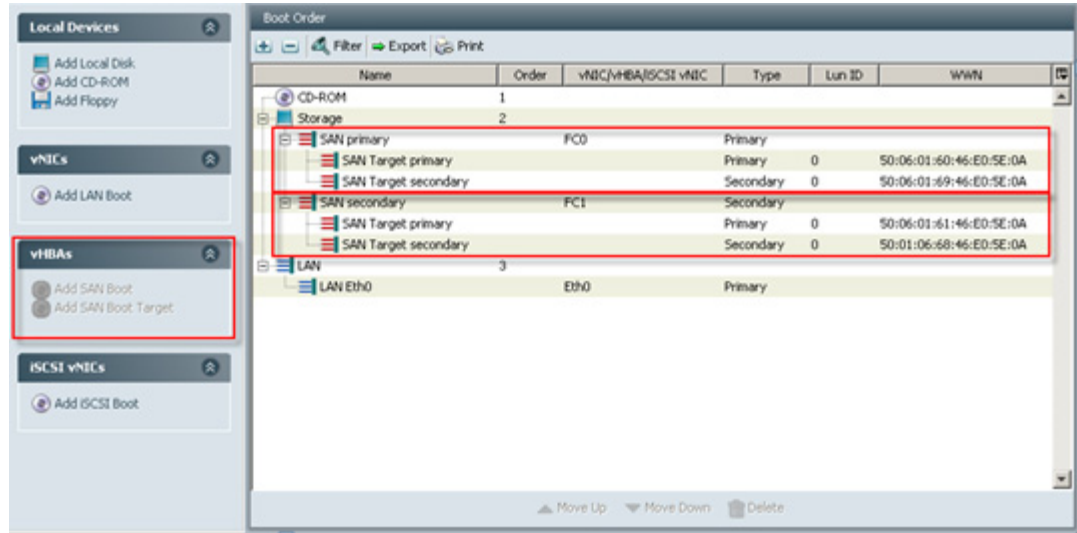 Local Devices
Add Local Disk
Add CD-ROM
Add Floppy
vNICs
Add LAN Boot
vHBAs
Add SAN Boot
Add SAN Boot Target
iSCSI vNICs
Add iSCSI Boot
Boot Order
Filter Export Print
Name Order vNIC/vHBA/iSCSI vNIC Type Lun ID WWN
CD-ROM 1
Storage 2
SAN primary FC0 Primary
SAN Target primary Primary 0 50:06:01:60:46:E0:5E:0A
SAN Target secondary Secondary 0 50:06:01:69:46:E0:5E:0A
SAN secondary FC1 Secondary
SAN Target primary Primary 0 50:06:01:61:46:E0:5E:0A
SAN Target secondary Secondary 0 50:01:06:68:46:E0:5E:0A
LAN 3
LAN Eth0 Eth0 Primary
Move Up Move Down Delete